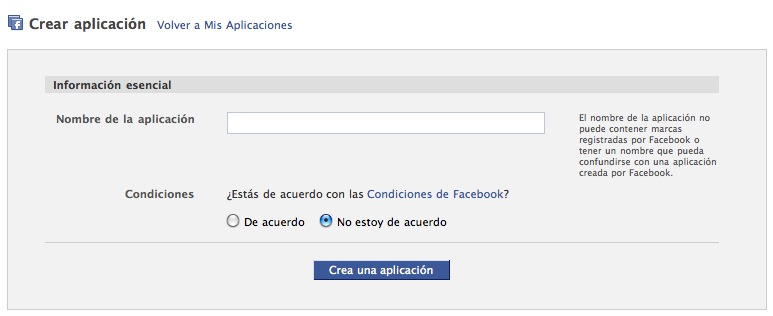 Crear aplicación Volver a Mis Aplicaciones
Información esencial
Nombre de la aplicación
El nombre de la aplicación no
puede contener marcas
registradas por Facebook o
tener un nombre que pueda
confundirse con una aplicación
creada por Facebook.
Condiciones ¿Estás de acuerdo con las Condiciones de Facebook?
De acuerdo No estoy de acuerdo
Crea una aplicación